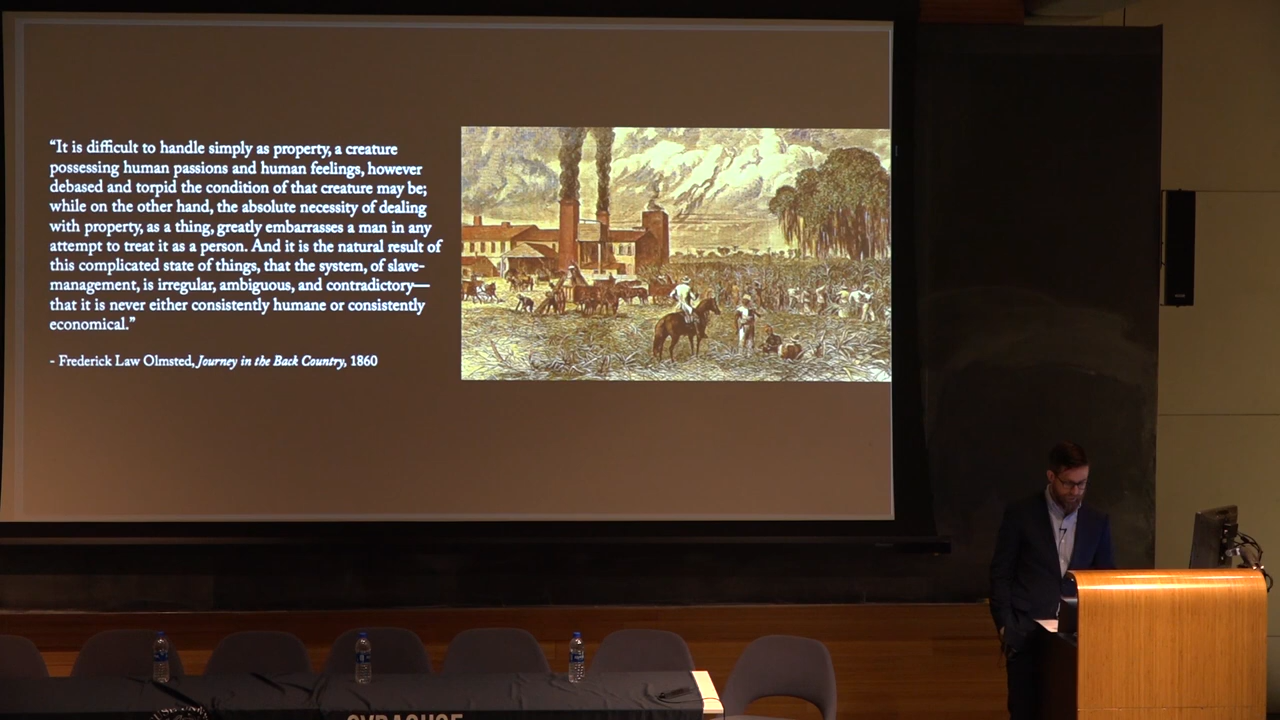 “It is difficult to handle simply as property, a creature
possessing human passions and human feelings, however
debased and torpid the condition of that creature may be;
while on the other hand, the absolute necessity of dealing
with property, as a thing, greatly embarrasses a man in any
attempt to treat it as a person. And it is the natural result of
this complicated state of things, that the system, of slave-
management, is irregular, ambiguous, and contradictory—
that it is never either consistently humane or consistently
economical.”
- Frederick Law Olmsted, Journey in the Back Country, 1860
SYRACUSE